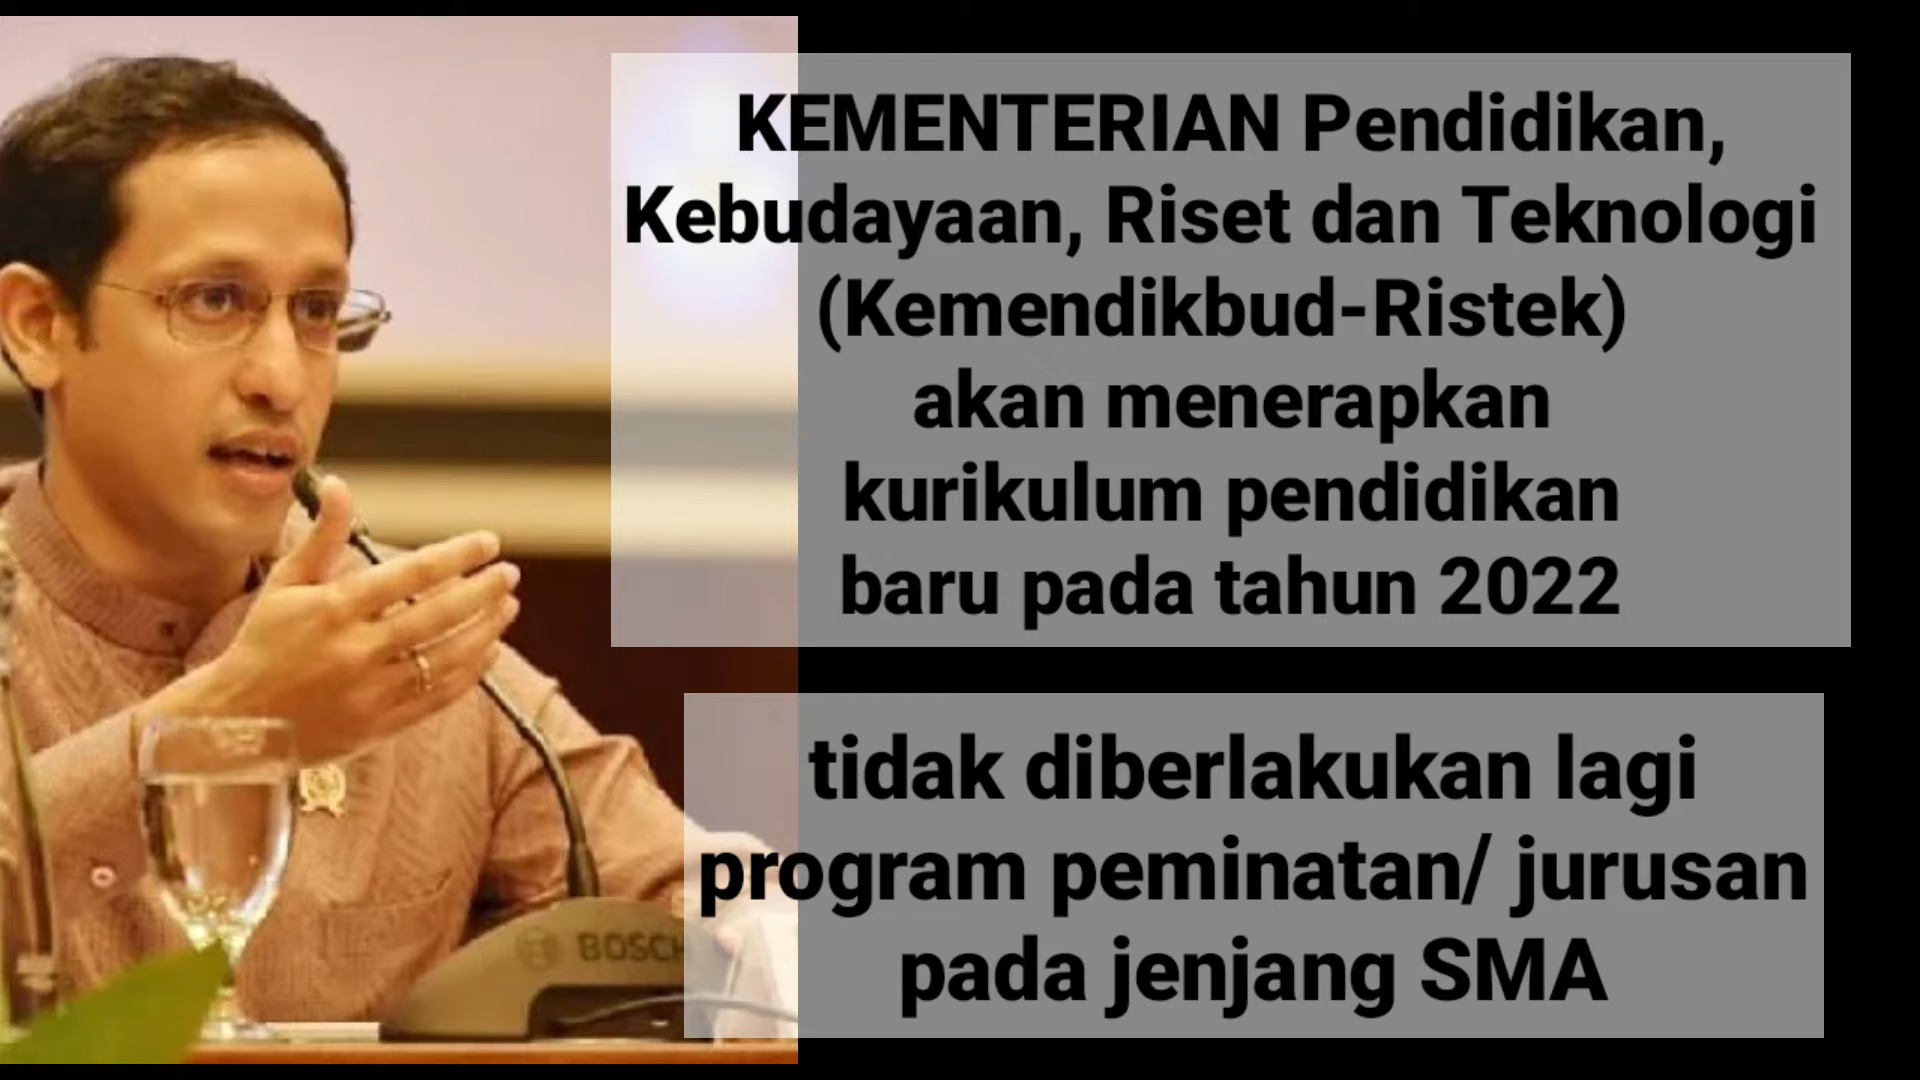 KEMENTERIAN Pendidikan,
Kebudayaan, Riset dan Teknologi
(Kemendikbud-Ristek)
akan menerapkan
kurikulum pendidikan
baru pada tahun 2022
tidak diberlakukan lagi
program peminatan/ jurusan
pada jenjang SMA
BOSCH